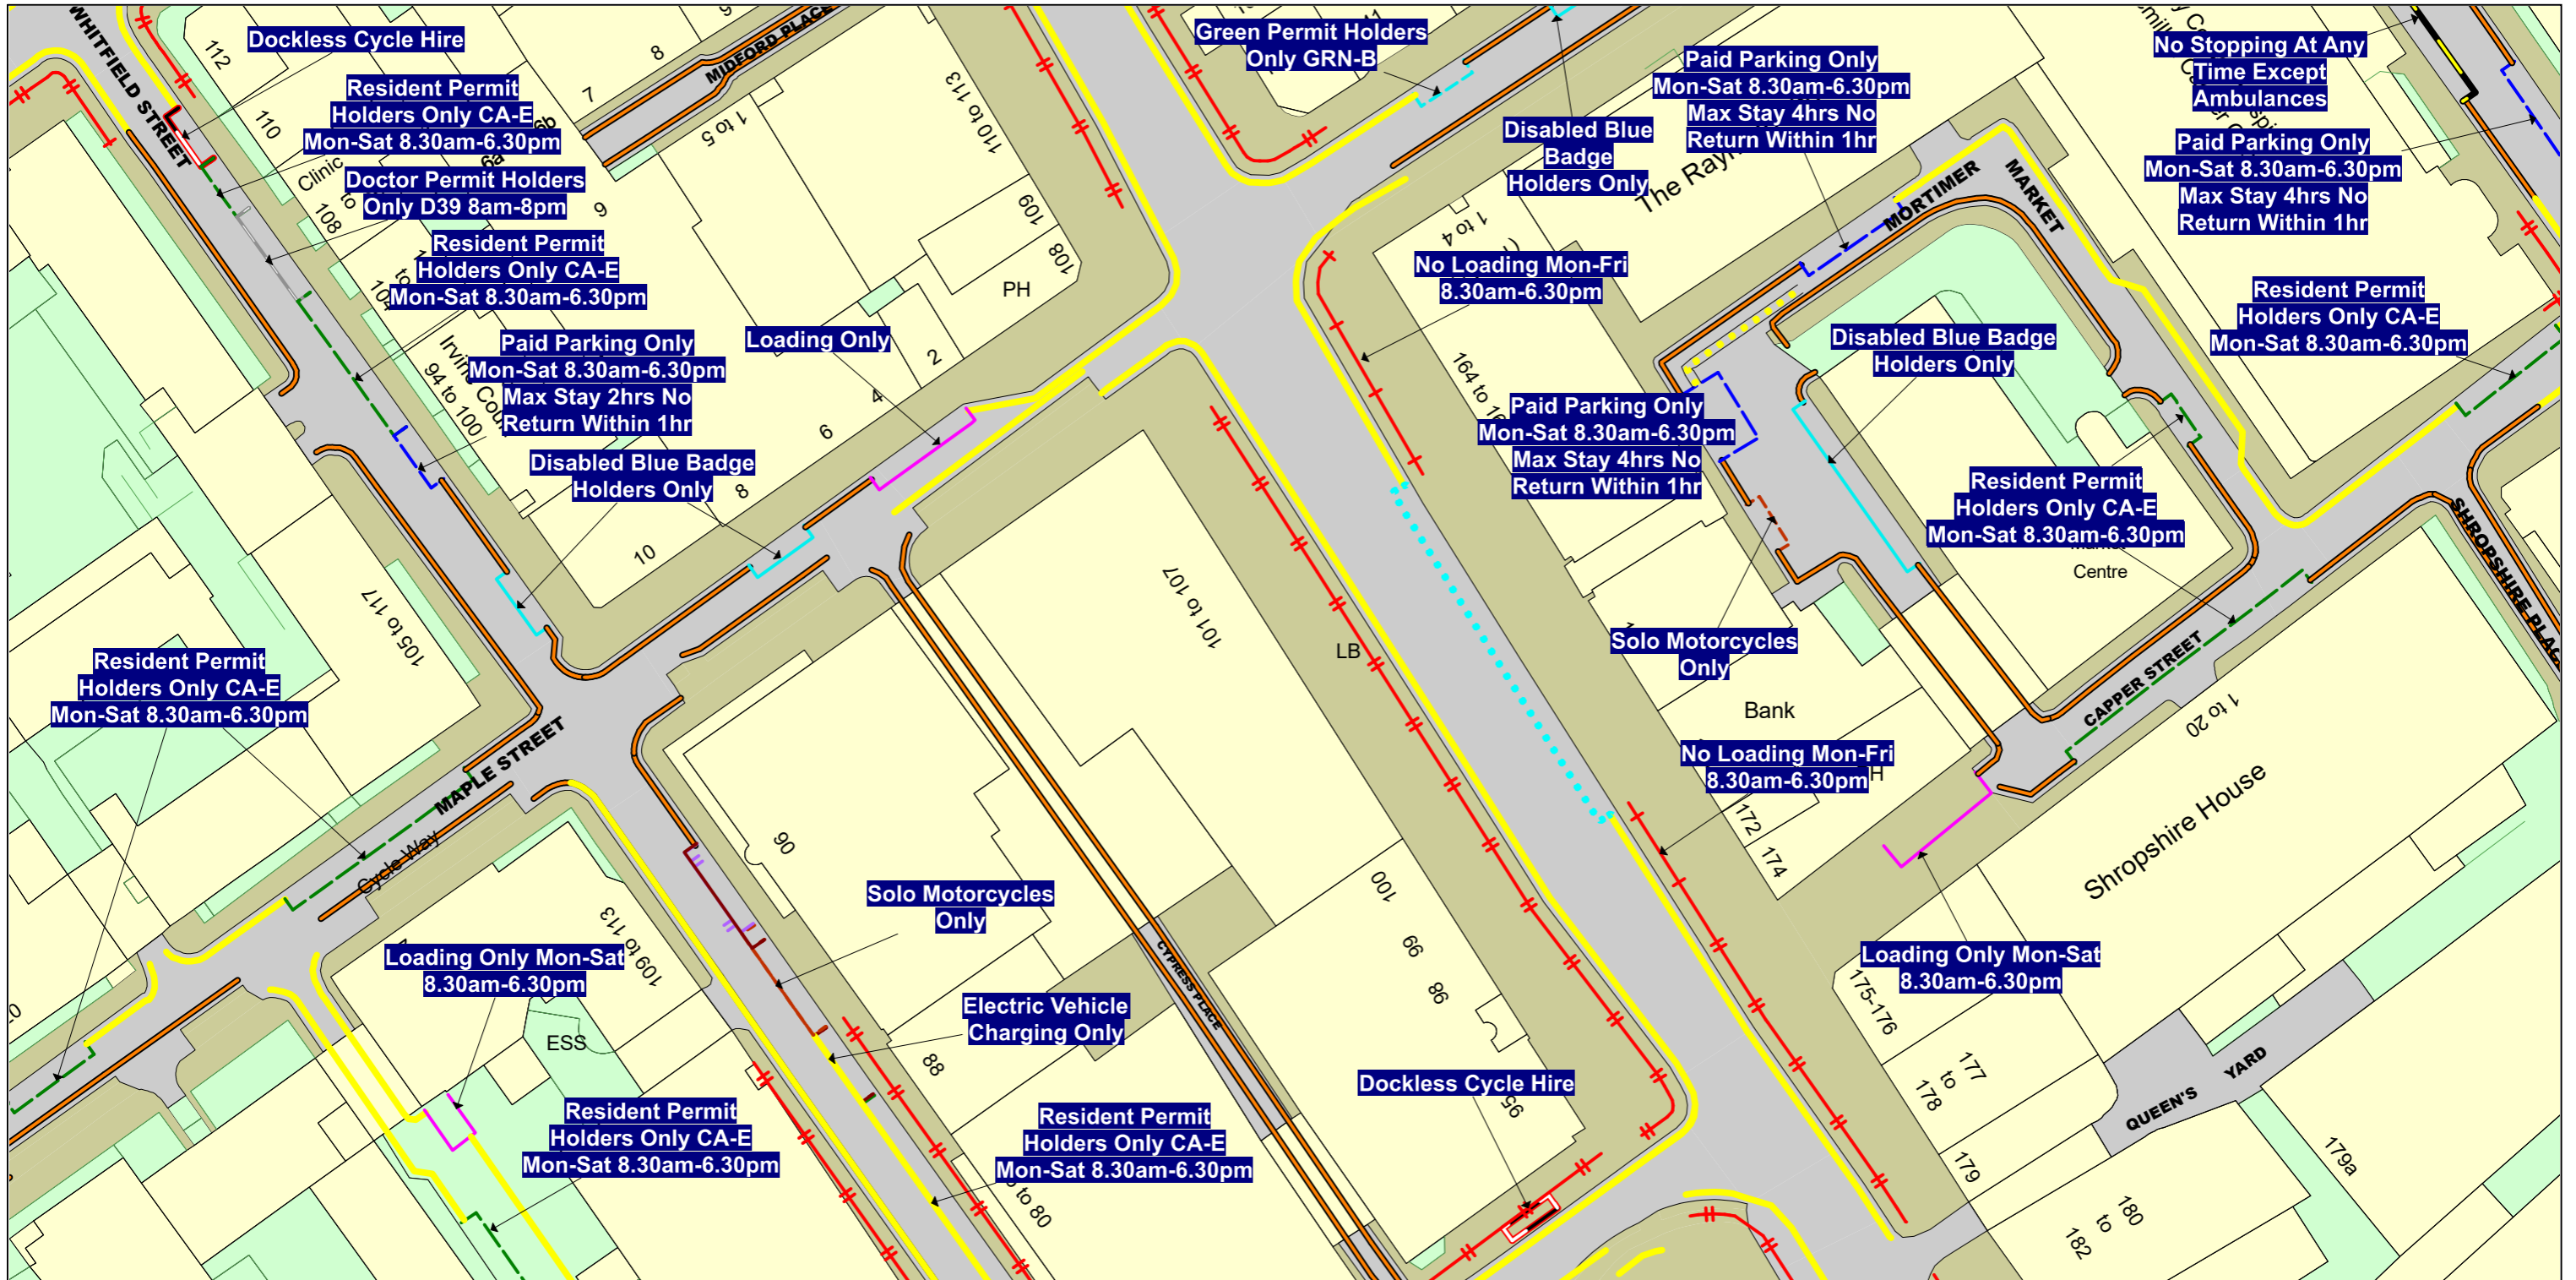 WHITFIELD STREET
112
Dockless Cycle Hire
110
Resident Permit
Holders Only CA-E
Mon-Sat 8.30am-6.30pm
Clinic
Doctor Permit Holders
Only D39 8am-8pm
108
to
Resident Permit
Holders Only CA-E
Mon-Sat 8.30am-6.30pm
94 to 100
Paid Parking Only
Mon-Sat 8.30am-6.30pm
Max Stay 2hrs No
Return Within 1hr
Disabled Blue Badge
Holders Only
8
7
6b
6a
9
MIDFORD PLACE
1 to 5
110 to 113
109
108
PH
Loading Only
2
4
6
8
10
Green Permit Holders
Only GRN-B
Disabled Blue
Badge
Holders Only
Paid Parking Only
Mon-Sat 8.30am-6.30pm
Max Stay 4hrs No
Return Within 1hr
1 to 4
The
No Loading Mon-Fri
8.30am-6.30pm
MORTIMER
MARKET
No Stopping At Any
Time Except
Ambulances
Paid Parking Only
Mon-Sat 8.30am-6.30pm
Max Stay 4hrs No
Return Within 1hr
Resident Permit
Holders Only CA-E
Mon-Sat 8.30am-6.30pm
Disabled Blue Badge
Holders Only
Paid Parking Only
Mon-Sat 8.30am-6.30pm
Max Stay 4hrs No
Return Within 1hr
164 to
Resident Permit
Holders Only CA-E
Mon-Sat 8.30am-6.30pm
Centre
SHROPSHIRE
Solo Motorcycles
Only
CAPPER STREET
1 to 20
Shropshire House
Bank
No Loading Mon-Fri
8.30am-6.30pm
172
174
105 to 117
Resident Permit
Holders Only CA-E
Mon-Sat 8.30am-6.30pm
MAPLE STREET
Cycle Way
101 to 107
LB
90
100
99
98
95
Solo Motorcycles
Only
109 to 113
Loading Only Mon-Sat
8.30am-6.30pm
ESS
Electric Vehicle
Charging Only
88
CYPRESS PLACE
Resident Permit
Holders Only CA-E
Mon-Sat 8.30am-6.30pm
Resident Permit
Holders Only CA-E
Mon-Sat 8.30am-6.30pm
to 80
Dockless Cycle Hire
Loading Only Mon-Sat
8.30am-6.30pm
175-176
177
to
178
179
QUEEN'S YARD
179a
180
to
182